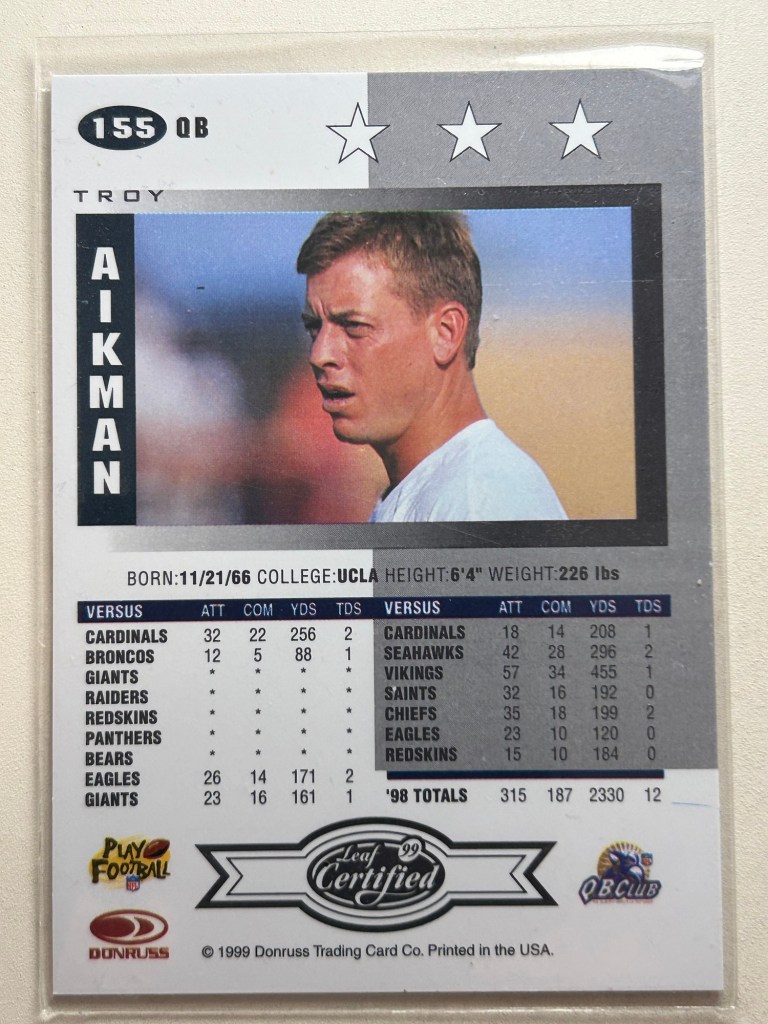 155 QB
TROY
AIKMAN
BORN:11/21/66 COLLEGE:UCLA HEIGHT:6'4" WEIGHT:226 lbs
VERSUS ATT COM YDS TDS
CARDINALS 32 22 256 2
BRONCOS 12 5 88 1
GIANTS * * * *
RAIDERS * * * *
REDSKINS * * * *
PANTHERS * * * *
BEARS * * * *
EAGLES 26 14 171 2
GIANTS 23 16 161 1
VERSUS ATT COM YDS TDS
CARDINALS 18 14 208 1
SEAHAWKS 42 28 296 2
VIKINGS 57 34 455 1
SAINTS 32 16 192 0
CHIEFS 35 18 199 2
EAGLES 23 10 120 0
REDSKINS 15 10 184 0
'98 TOTALS 315 187 2330 12
PLAY
FOOTBALL
NFL
Leaf 99
Certified
QB CLUB
DONRUSS
© 1999 Donruss Trading Card Co. Printed in the USA.